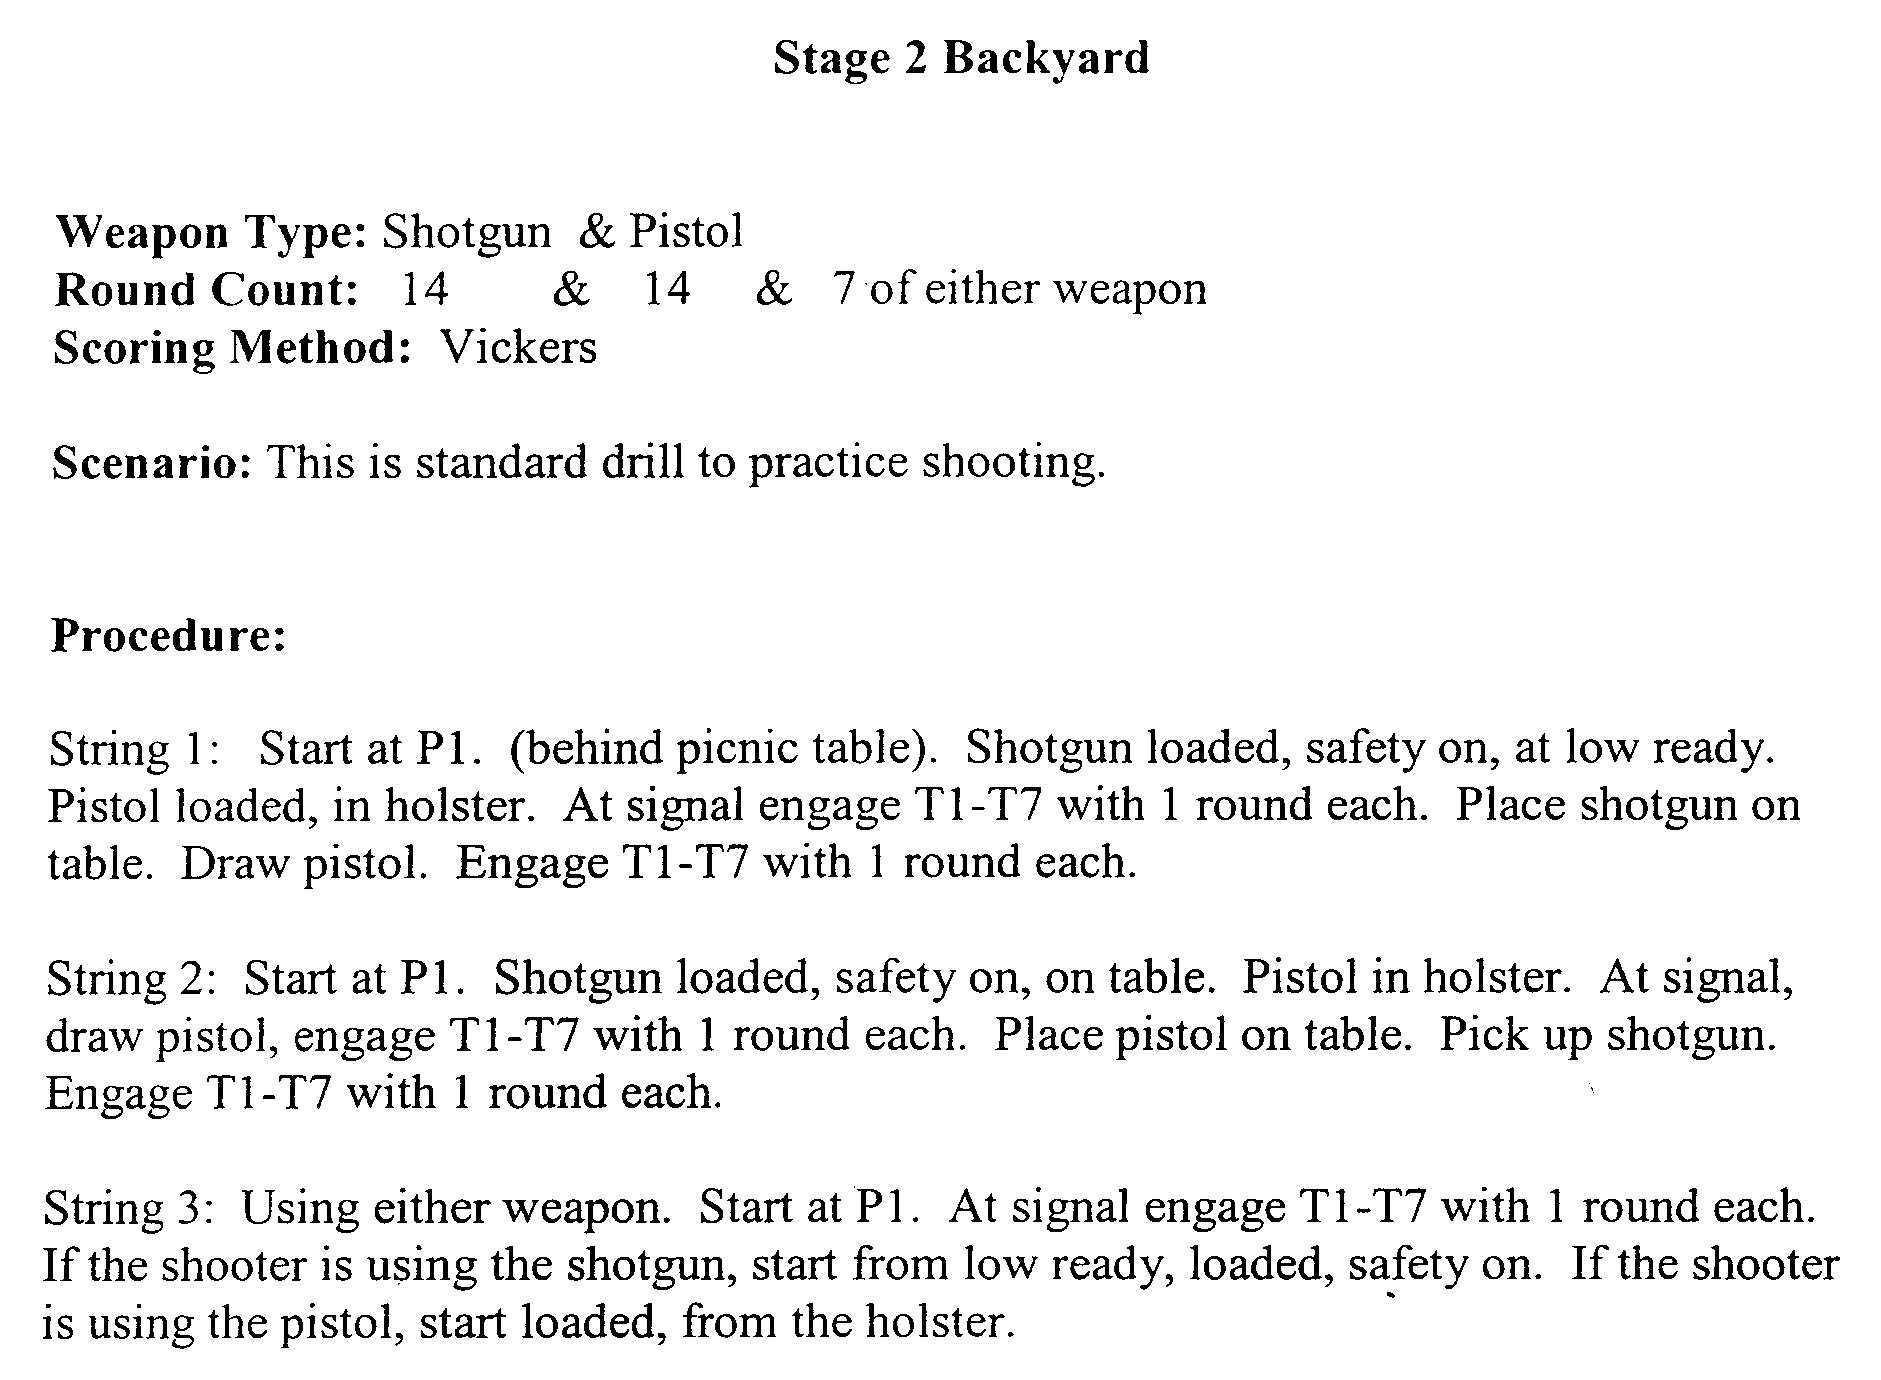 Stage 2 Backyard
Weapon Type: Shotgun & Pistol
Round Count: 14 & 14 & 7 of either weapon
Scoring Method: Vickers
Scenario: This is standard drill to practice shooting.
Procedure:
String 1: Start at P1. (behind picnic table). Shotgun loaded, safety on, at low ready.
Pistol loaded, in holster. At signal engage T1-T7 with 1 round each. Place shotgun on
table. Draw pistol. Engage T1-T7 with 1 round each.
String 2: Start at P1. Shotgun loaded, safety on, on table. Pistol in holster. At signal,
draw pistol, engage T1-T7 with 1 round each. Place pistol on table. Pick up shotgun.
Engage T1-T7 with 1 round each.
String 3: Using either weapon. Start at P1. At signal engage T1-T7 with 1 round each.
If the shooter is using the shotgun, start from low ready, loaded, safety on. If the shooter
is using the pistol, start loaded, from the holster.